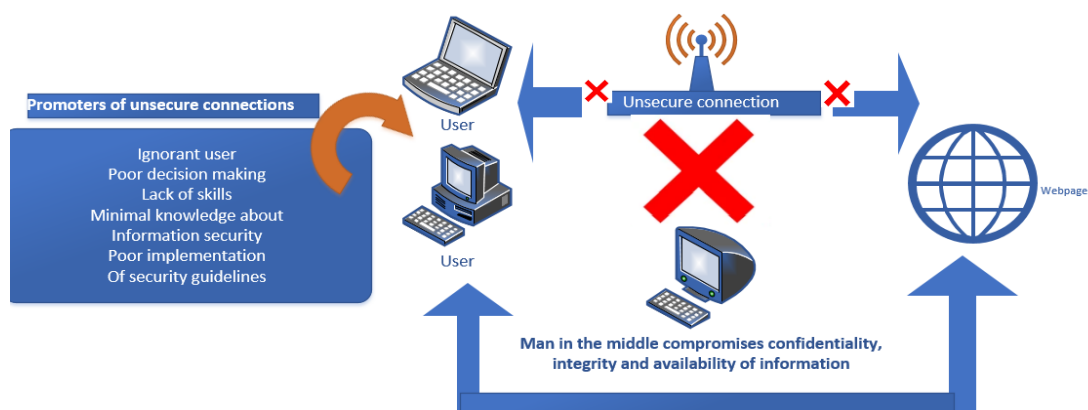 Promoters of unsecure connections
Ignorant user
Poor decision making
Lack of skills
Minimal knowledge about
Information security
Poor implementation
Of security guidelines
User
User
Unsecure connection
Webpage
Man in the middle compromises confidentiality,
integrity and availability of information